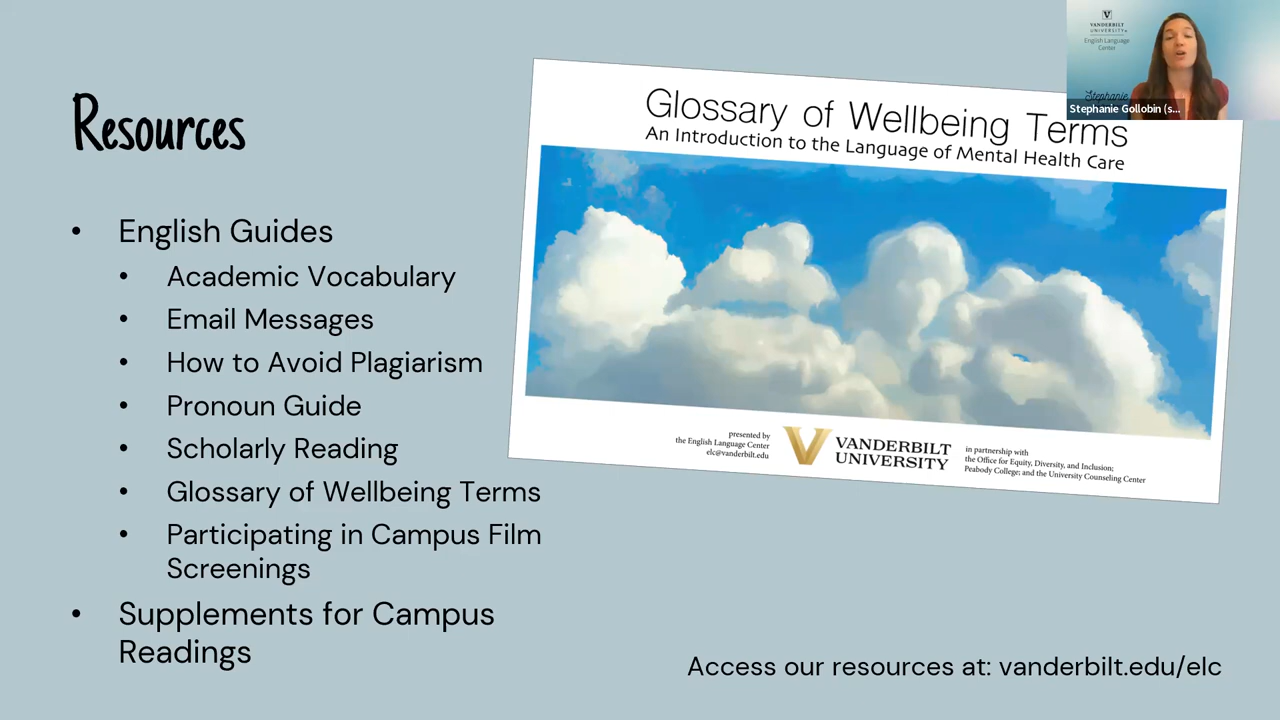 Resources
• English Guides
• Academic Vocabulary
• Email Messages
• How to Avoid Plagiarism
• Pronoun Guide
• Scholarly Reading
• Glossary of Wellbeing Terms
• Participating in Campus Film
Screenings
• Supplements for Campus
Readings
Glossary of Wellbeing Terms
An Introduction to the Language of Mental Health Care
presented by
the English Language Center
elc@vanderbilt.edu
VANDERBILT
UNIVERSITY
in partnership with
the Office for Equity, Diversity, and Inclusion;
Peabody College; and the University Counseling Center
Access our resources at: vanderbilt.edu/elc
V
VANDERBILT
UNIVERSITY
English Language
Center
Stephanie
Stephanie Gollobin (s...